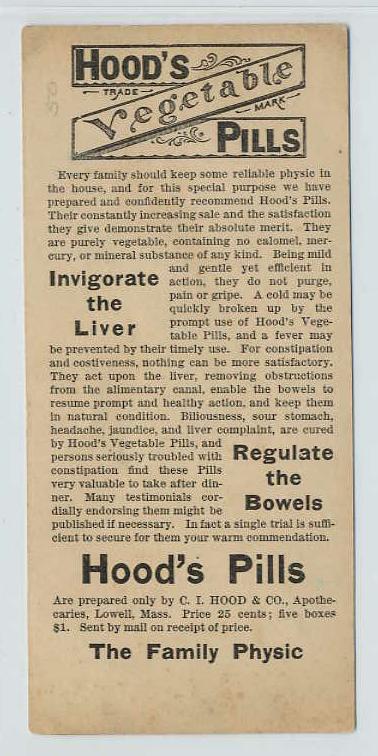 HOOD'S
TRADE
Vegetable
MARK
PILLS
Every family should keep some reliable physic in
the house, and for this special purpose we have
prepared and confidently recommend Hood's Pills.
Their constantly increasing sale and the satisfaction
they give demonstrate their absolute merit. They
are purely vegetable, containing no calomel, mer-
cury, or mineral substance of any kind. Being mild
and gentle yet efficient in
action, they do not purge,
pain or gripe. A cold may be
quickly broken up by the
prompt use of Hood's Vege-
table Pills, and a fever may
Invigorate
the
Liver
be prevented by their timely use. For constipation
and costiveness, nothing can be more satisfactory.
They act upon the liver, removing obstructions
from the alimentary canal, enable the bowels to
resume prompt and healthy action, and keep them
in natural condition. Biliousness, sour stomach,
headache, jaundice, and liver complaint, are cured
by Hood's Vegetable Pills, and
persons seriously troubled with
constipation find these Pills
very valuable to take after din-
ner. Many testimonials cor-
dially endorsing them might be
Regulate
the
Bowels
published if necessary. In fact a single trial is suffi-
cient to secure for them your warm commendation.
Hood's Pills
Are prepared only by C. I. HOOD & CO., Apothe-
caries, Lowell, Mass. Price 25 cents; five boxes
$1. Sent by mail on receipt of price.
The Family Physic